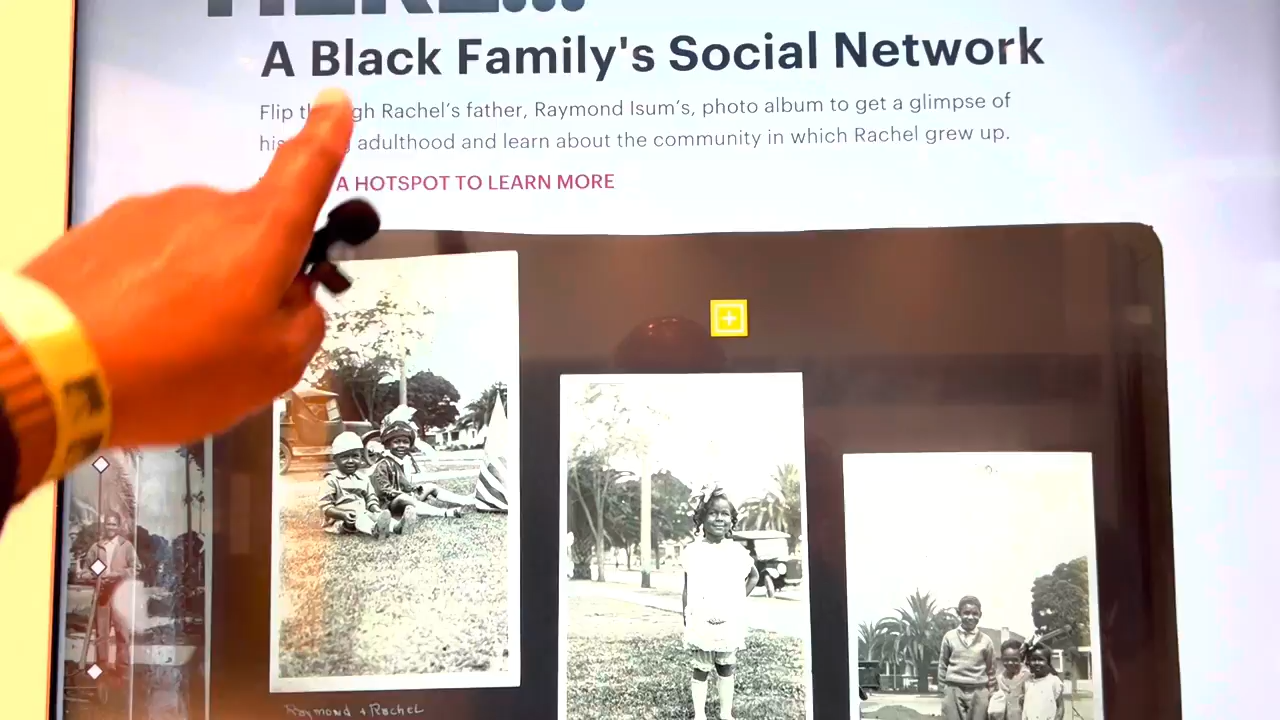 HERE...
A Black Family's Social Network
Flip gh Rachel's father, Raymond Isum's, photo album to get a glimpse of
his adulthood and learn about the community in which Rachel grew up.
A HOTSPOT TO LEARN MORE
Raymond + Rachel